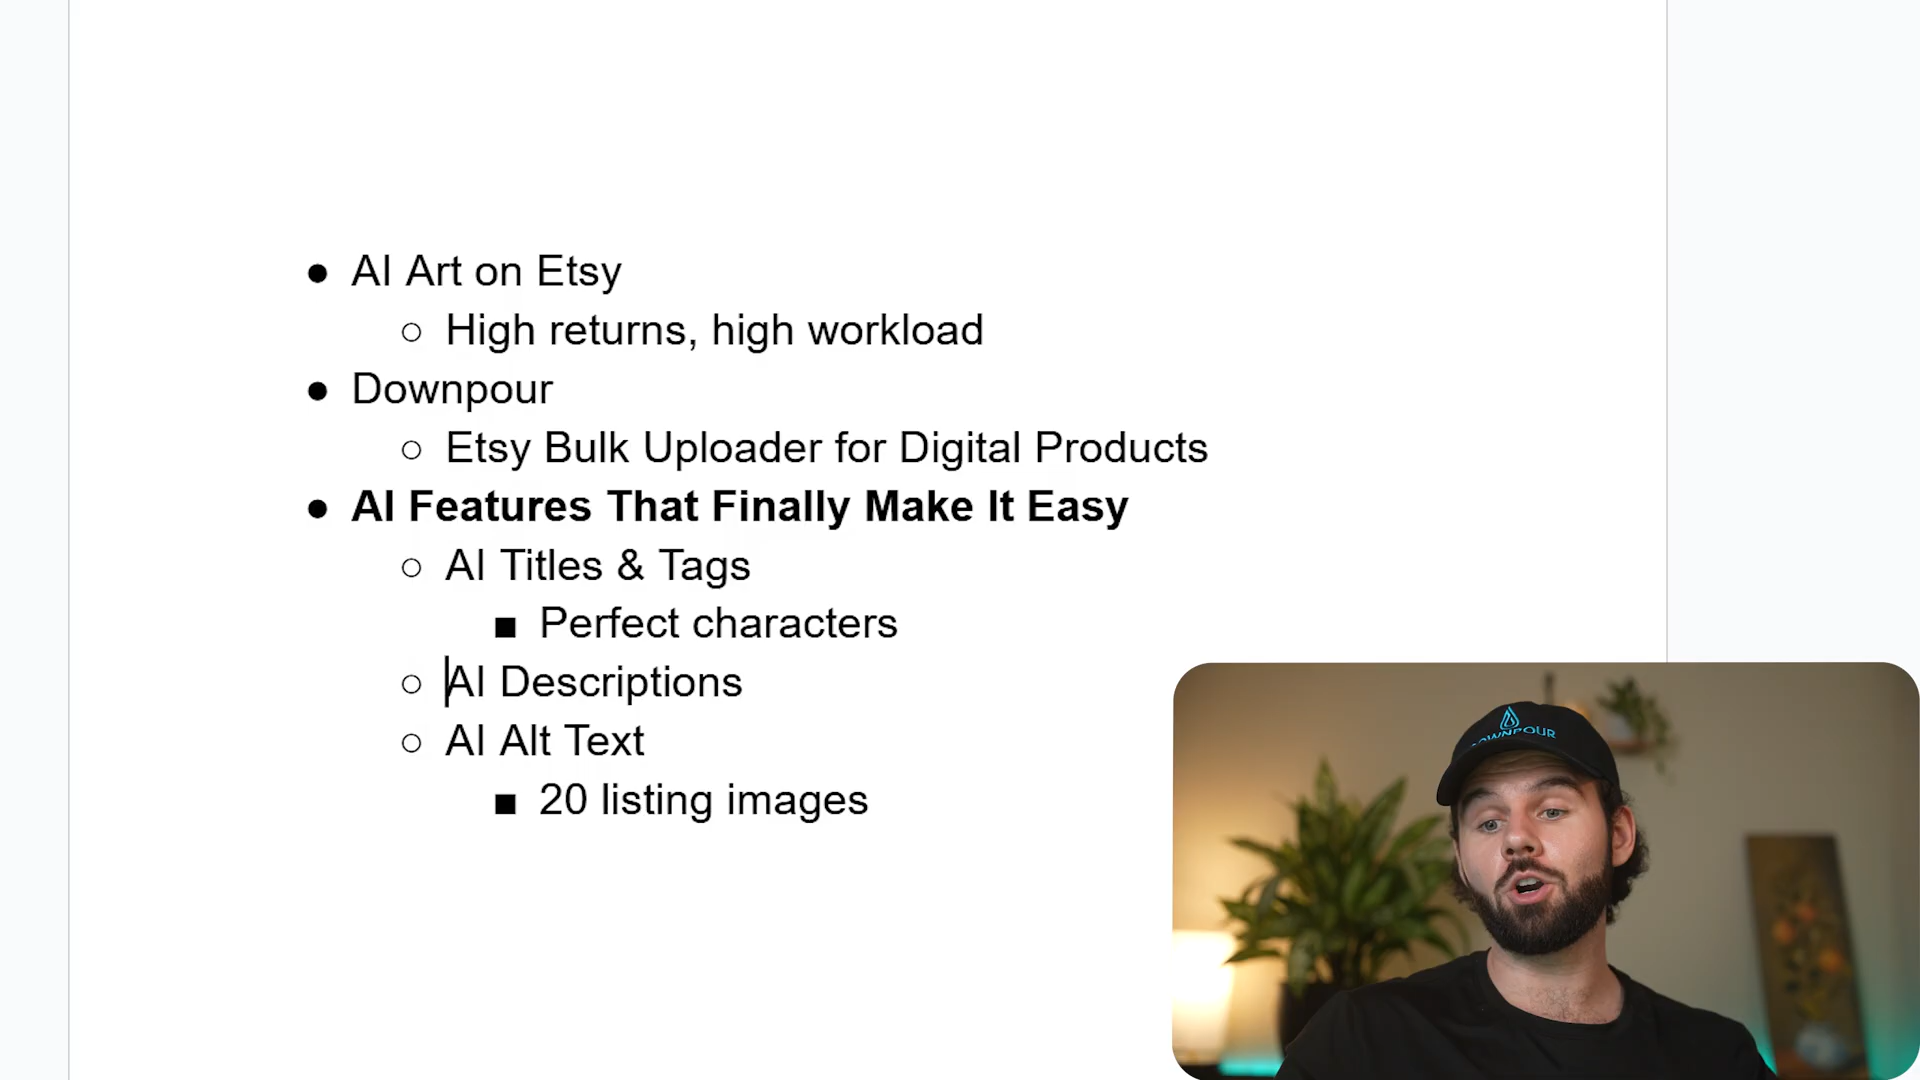 ● AI Art on Etsy
○ High returns, high workload
● Downpour
○ Etsy Bulk Uploader for Digital Products
● AI Features That Finally Make It Easy
○ AI Titles & Tags
■ Perfect characters
○ AI Descriptions
○ AI Alt Text
■ 20 listing images
DOWNPOUR